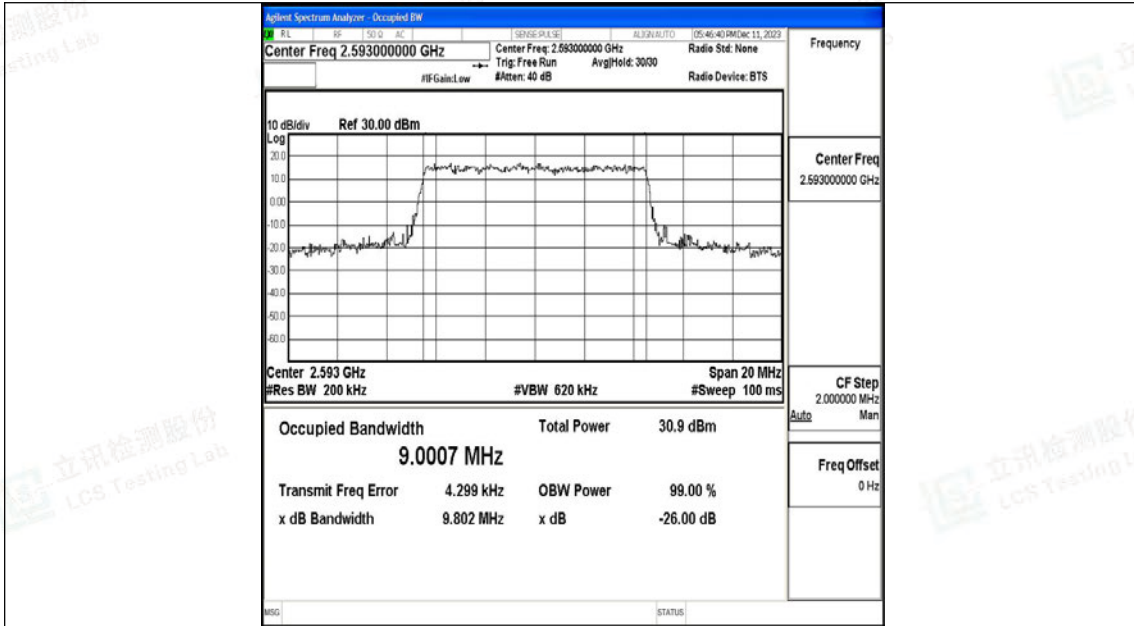 Agilent Spectrum Analyzer - Occupied BW
RL RF 50 Ω AC SENSE:PULSE ALIGNAUTO 05:46:40 PM Dec 11, 2023
Center Freq 2.593000000 GHz
Center Freq: 2.593000000 GHz
Radio Std: None
Trig: Free Run Avg|Hold: 30/30
#IFGain:Low
#Atten: 40 dB
Radio Device: BTS
10 dB/div Ref 30.00 dBm
Log
20.0
10.0
0.00
-10.0
-20.0
-30.0
-40.0
-50.0
-60.0
Center 2.593 GHz Span 20 MHz
#Res BW 200 kHz #VBW 620 kHz #Sweep 100 ms
Occupied Bandwidth Total Power 30.9 dBm
9.0007 MHz
Transmit Freq Error 4.299 kHz OBW Power 99.00 %
x dB Bandwidth 9.802 MHz x dB -26.00 dB
MSG STATUS
Frequency
Center Freq
2.593000000 GHz
CF Step
2.000000 MHz
Auto Man
Freq Offset
0 Hz
立讯检测股份
LCS Testing Lab
立讯检测股份
LCS Testing